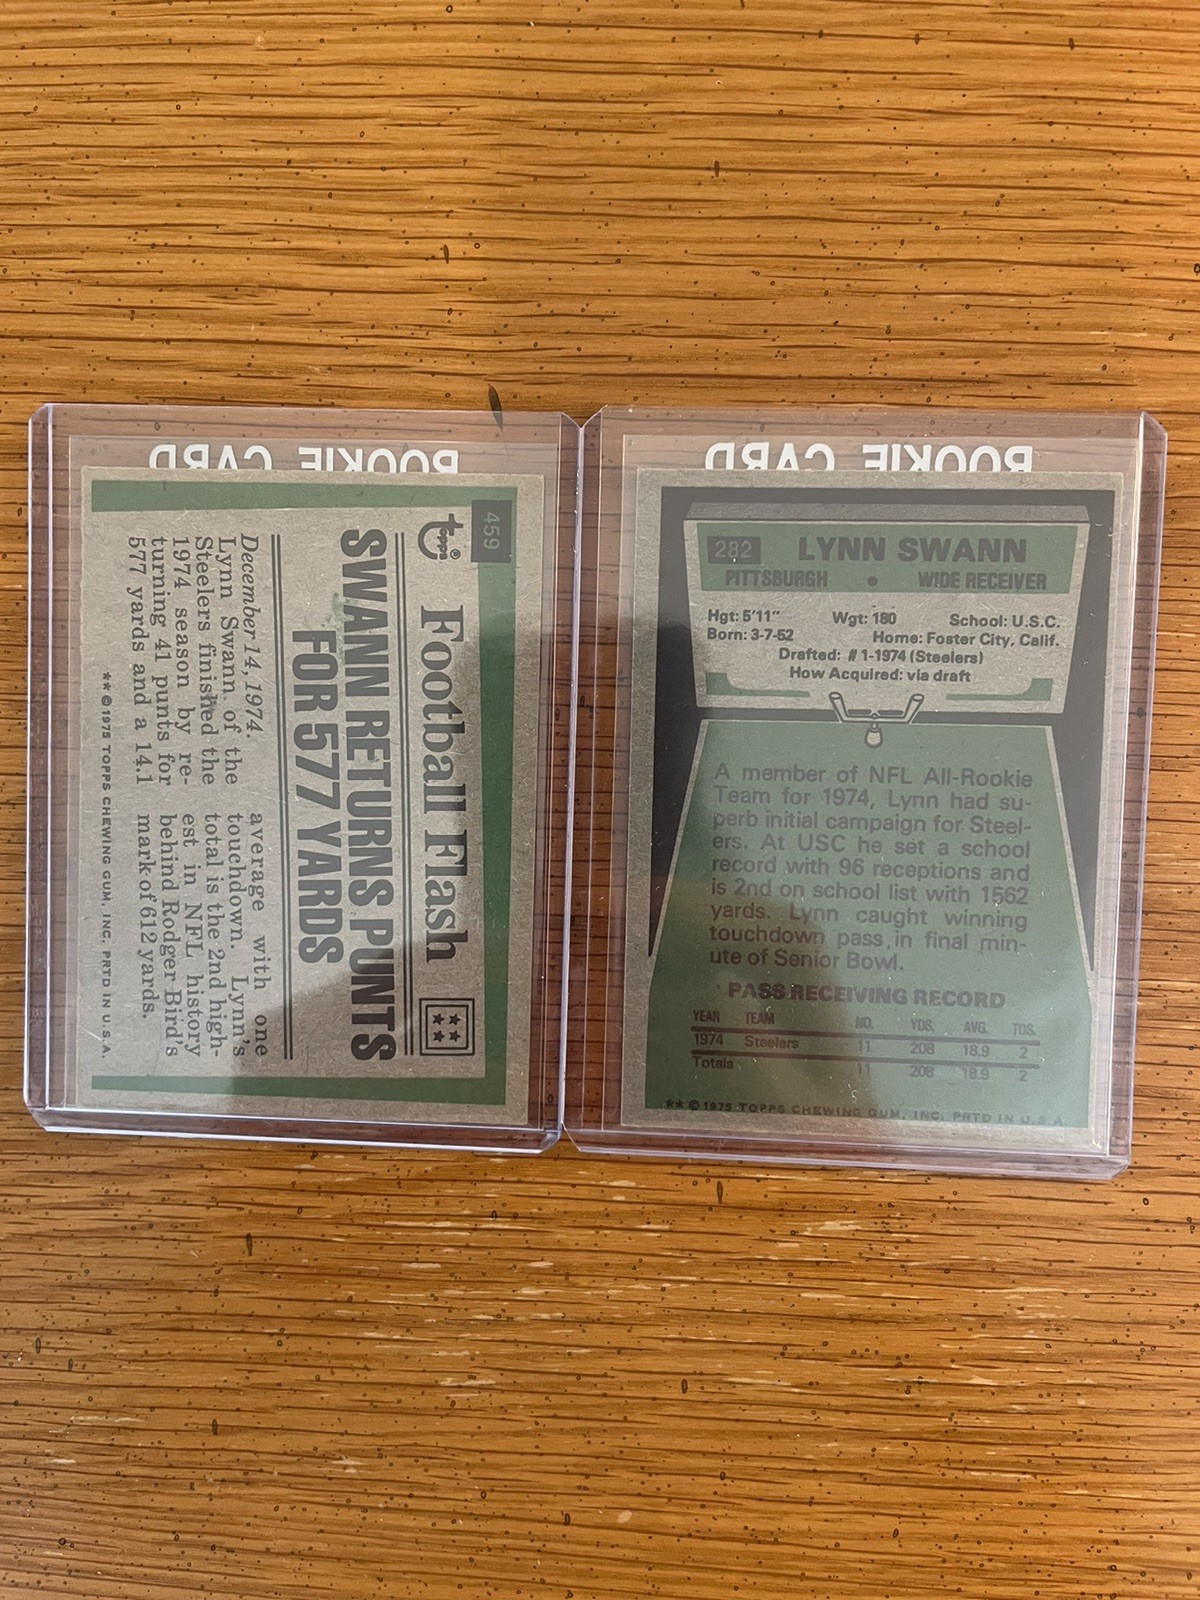 ROOKIE CARD
459
topps®
Football Flash
SWANN RETURNS PUNTS
FOR 577 YARDS
December 14, 1974.
Lynn Swann of the
Steelers finished the
1974 season by re-
turning 41 punts for
577 yards and a 14.1
average with one
touchdown. Lynn's
total is the 2nd high-
est in NFL history
behind Rodger Bird's
mark of 612 yards.
** © 1975 TOPPS CHEWING GUM, INC. PRTD IN U.S.A.
ROOKIE CARD
282 LYNN SWANN
PITTSBURGH • WIDE RECEIVER
Hgt: 5'11" Wgt: 180 School: U.S.C.
Born: 3-7-52 Home: Foster City, Calif.
Drafted: #1-1974 (Steelers)
How Acquired: via draft
A member of NFL All-Rookie
Team for 1974, Lynn had su-
perb initial campaign for Steel-
ers. At USC he set a school
record with 96 receptions and
is 2nd on school list with 1562
yards. Lynn caught winning
touchdown pass in final min-
ute of Senior Bowl.
PASS RECEIVING RECORD
YEAR TEAM NO. YDS. AVG. TDS.
1974 Steelers 11 208 18.9 2
Totals 11 208 18.9 2
** © 1975 TOPPS CHEWING GUM, INC. PRTD IN U.S.A.